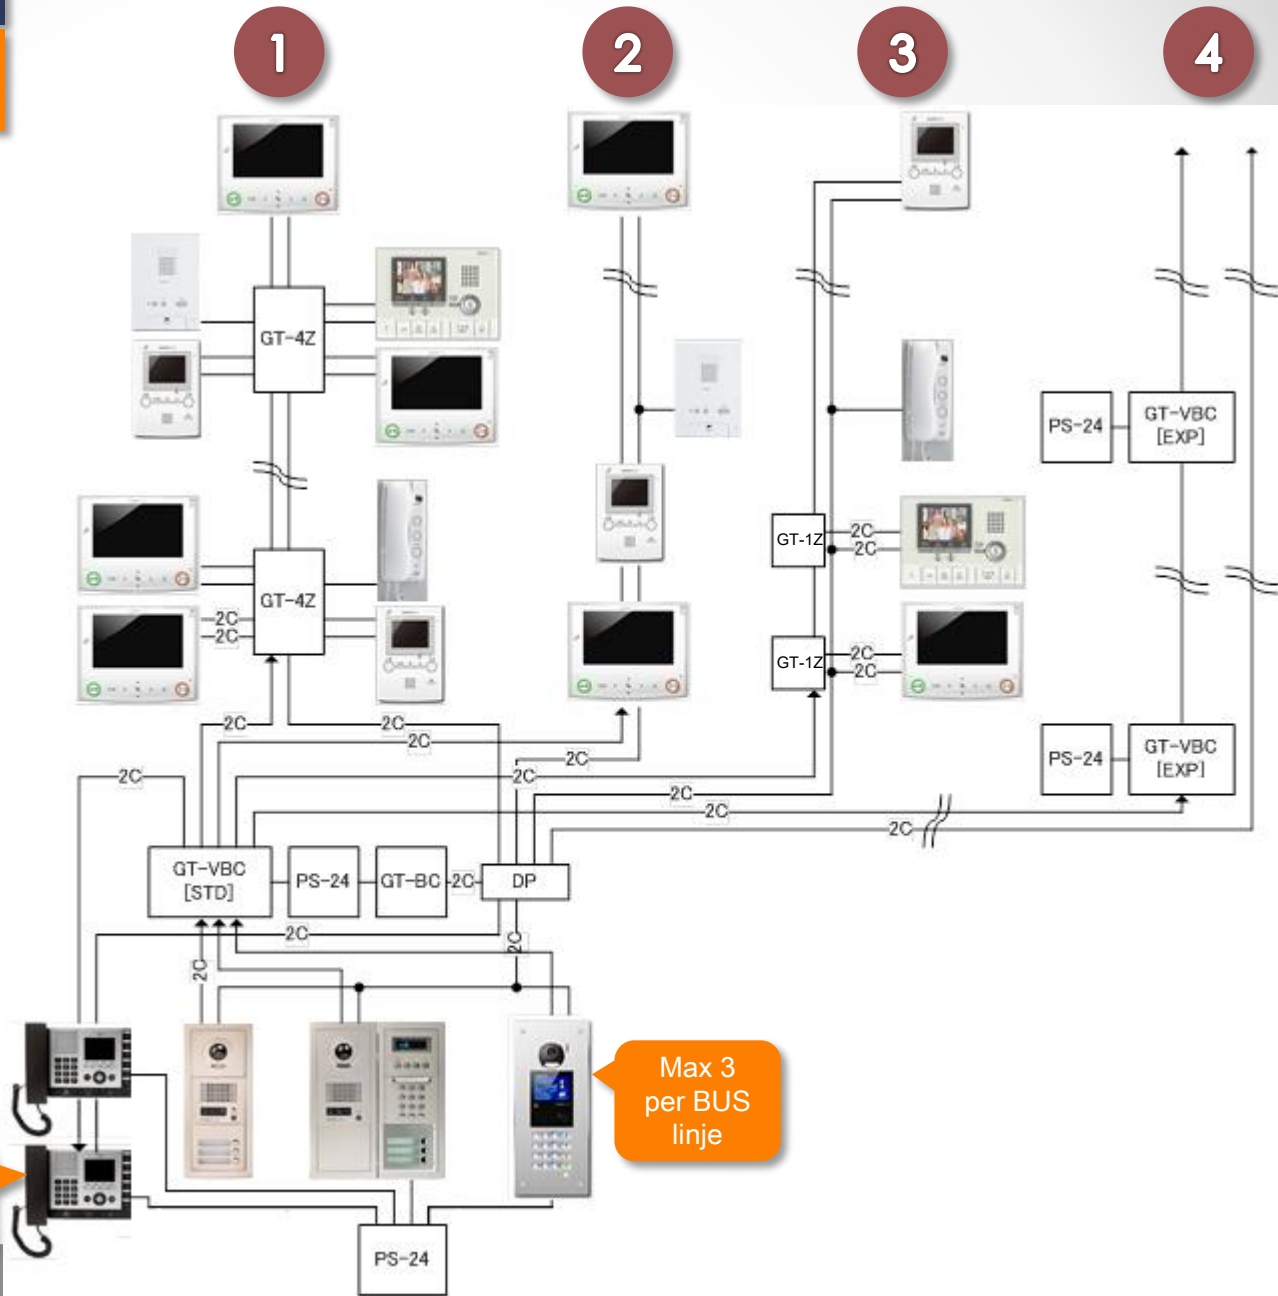 1
2
3
4
GT-4Z
PS-24
GT-VBC
[EXP]
GT-1Z
2C
2C
GT-4Z
2C
2C
GT-1Z
2C
2C
2C
2C
2C
2C
PS-24
GT-VBC
[EXP]
2C
2C
2C
2C
2C
GT-VBC
[STD]
PS-24
GT-BC
2C
DP
2C
2C
2C
Max 3
per BUS
linje
PS-24